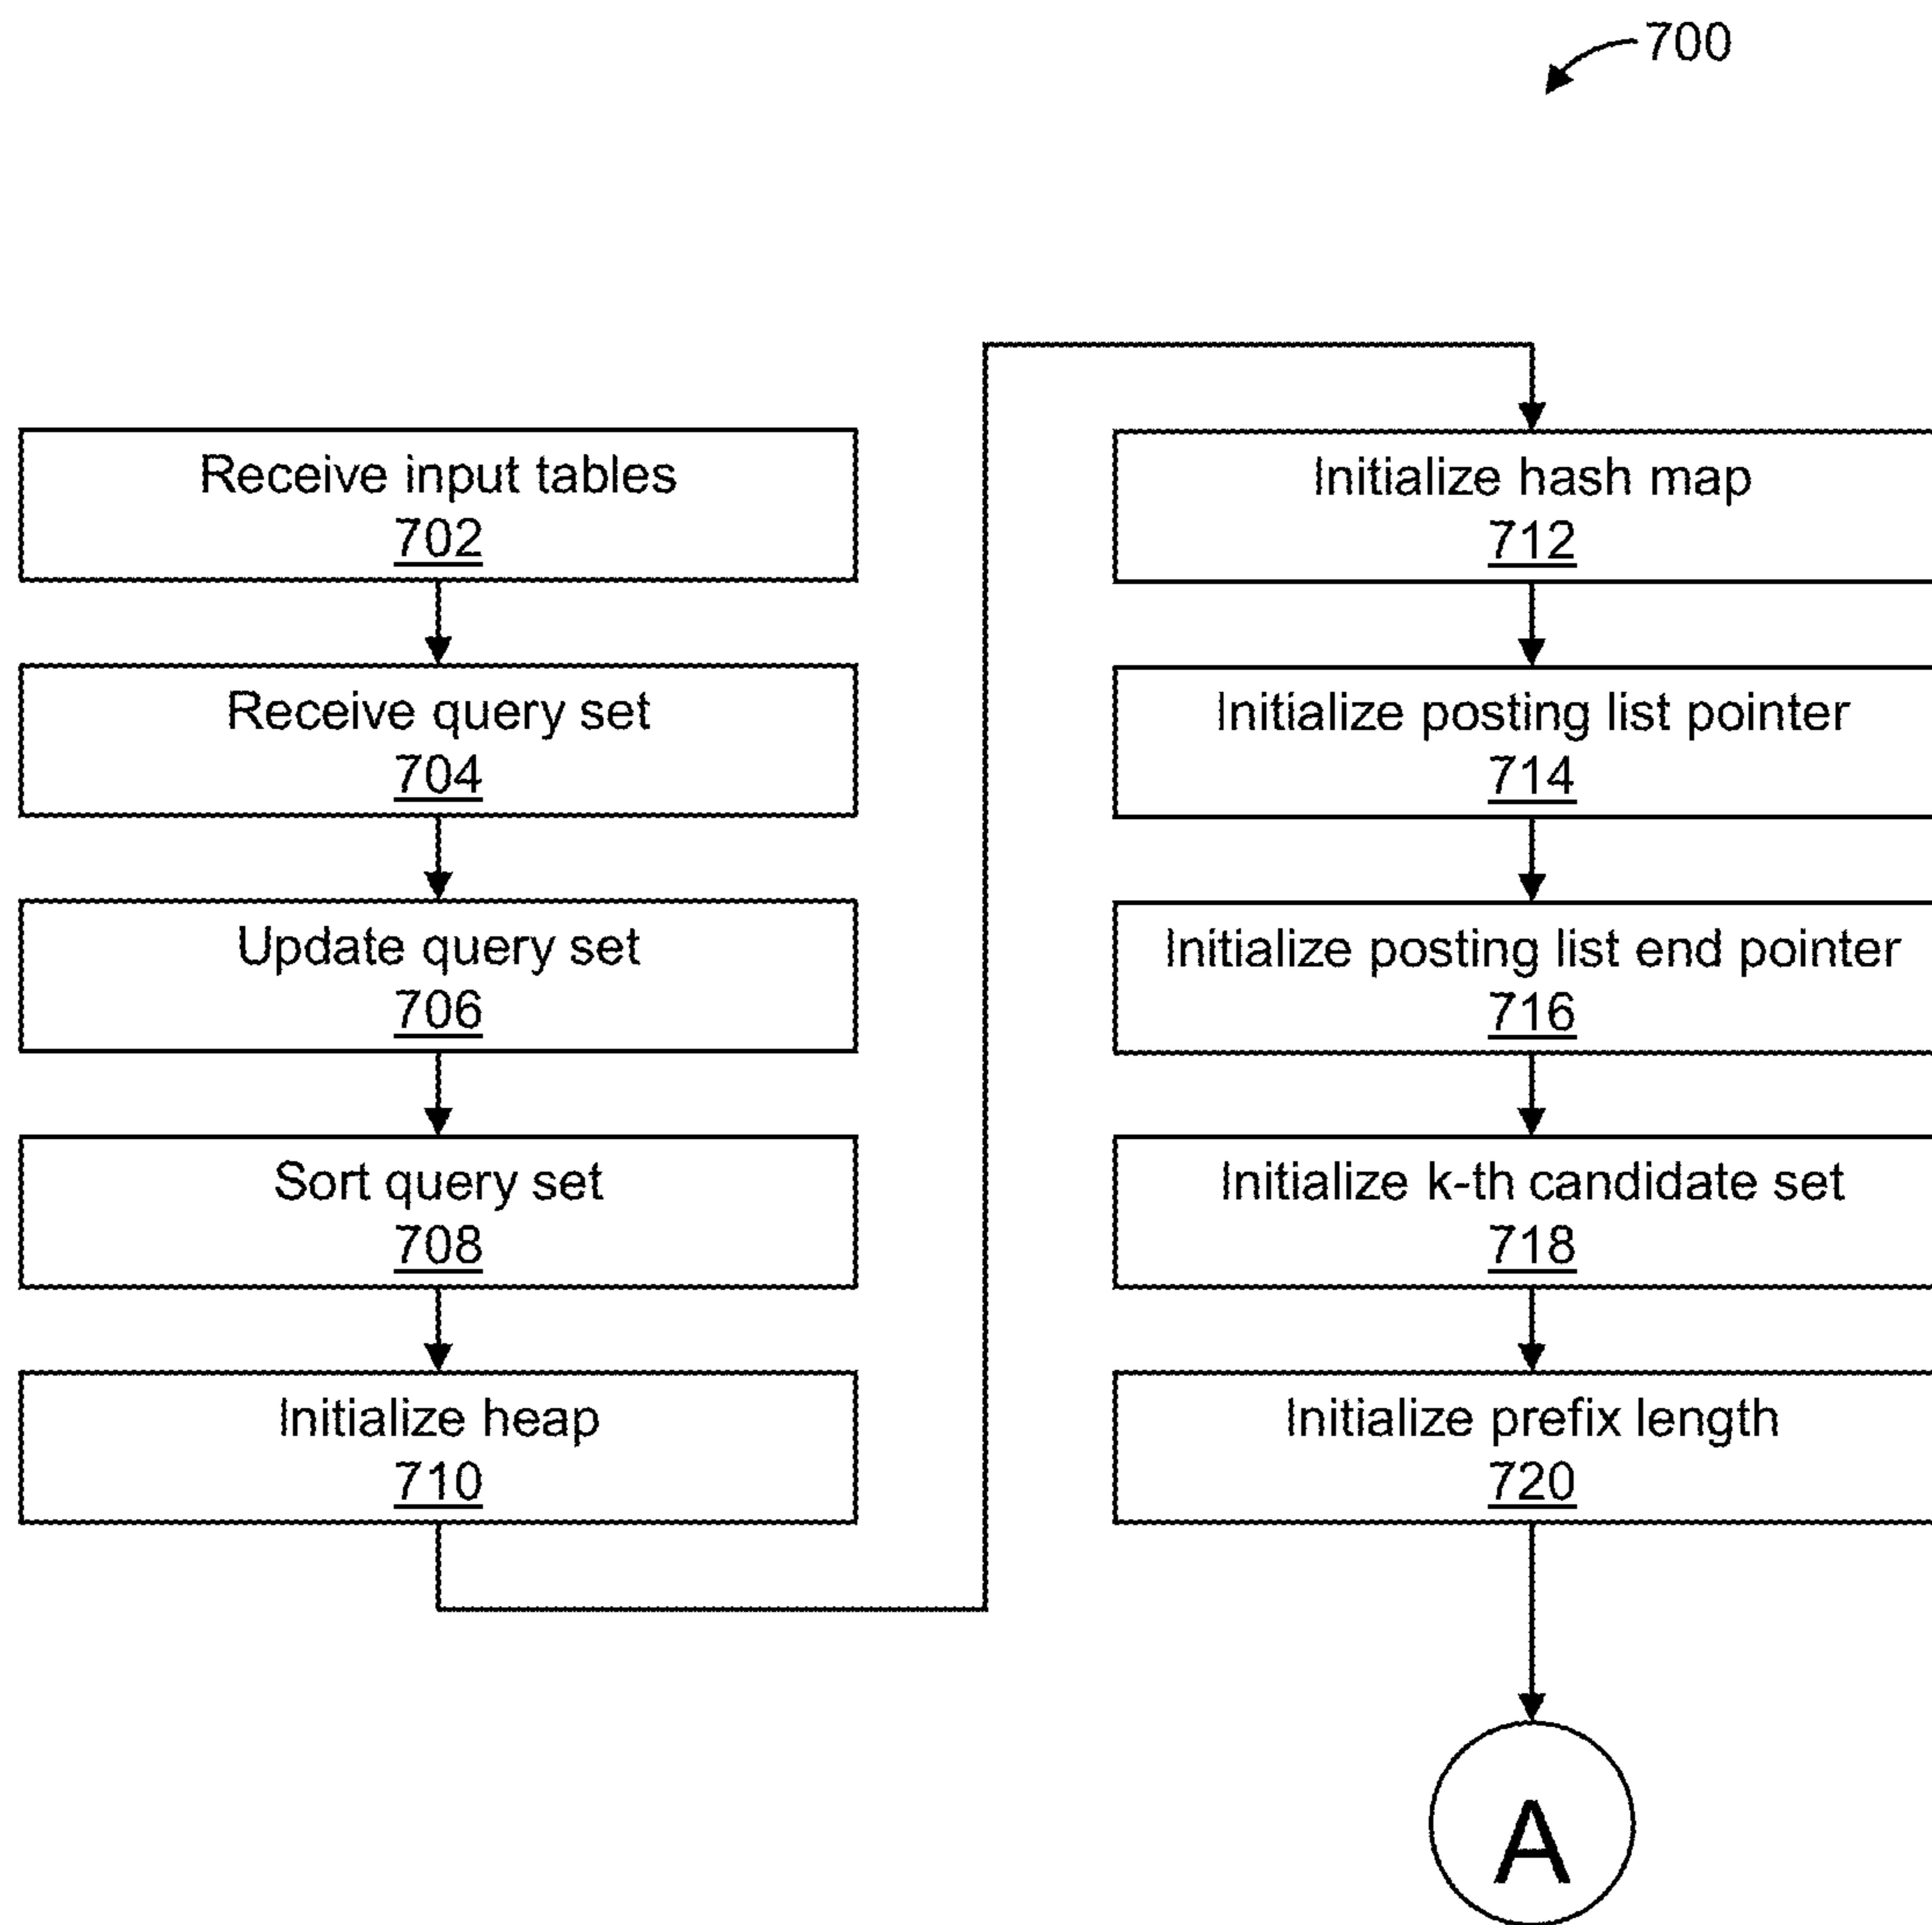 700
Receive input tables
702
Receive query set
704
Update query set
706
Sort query set
708
Initialize heap
710
Initialize hash map
712
Initialize posting list pointer
714
Initialize posting list end pointer
716
Initialize k-th candidate set
718
Initialize prefix length
720
A